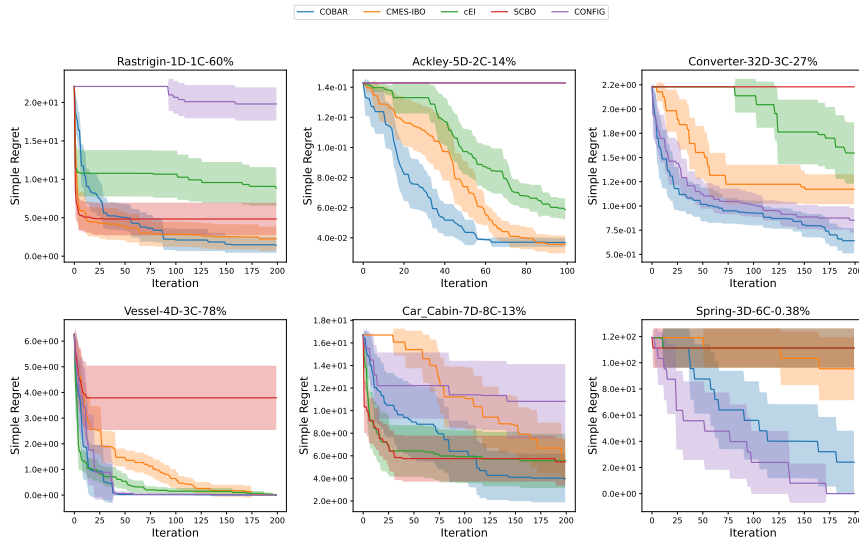 COBAR CMES-IBO cEI SCBO CONFIG
Rastrigin-1D-1C-60%
Simple Regret
2.0e+01
1.5e+01
1.0e+01
5.0e+00
0.0e+00
0 25 50 75 100 125 150 175 200
Iteration
Ackley-5D-2C-14%
Simple Regret
1.4e-01
1.2e-01
1.0e-01
8.0e-02
6.0e-02
4.0e-02
0 20 40 60 80 100
Iteration
Converter-32D-3C-27%
Simple Regret
2.2e+00
2.0e+00
1.8e+00
1.5e+00
1.2e+00
1.0e+00
7.5e-01
5.0e-01
0 25 50 75 100 125 150 175 200
Iteration
Vessel-4D-3C-78%
Simple Regret
6.0e+00
5.0e+00
4.0e+00
3.0e+00
2.0e+00
1.0e+00
0.0e+00
0 25 50 75 100 125 150 175 200
Iteration
Car_Cabin-7D-8C-13%
Simple Regret
1.8e+01
1.6e+01
1.4e+01
1.2e+01
1.0e+01
8.0e+00
6.0e+00
4.0e+00
2.0e+00
0 25 50 75 100 125 150 175 200
Iteration
Spring-3D-6C-0.38%
Simple Regret
1.2e+02
1.0e+02
8.0e+01
6.0e+01
4.0e+01
2.0e+01
0.0e+00
0 25 50 75 100 125 150 175 200
Iteration